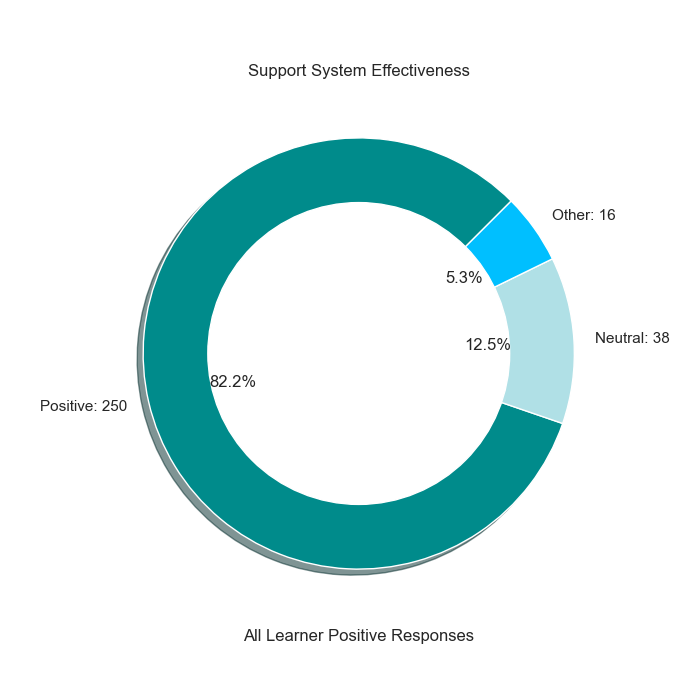 Support System Effectiveness
Other: 16
5.3%
Neutral: 38
12.5%
82.2%
Positive: 250
All Learner Positive Responses